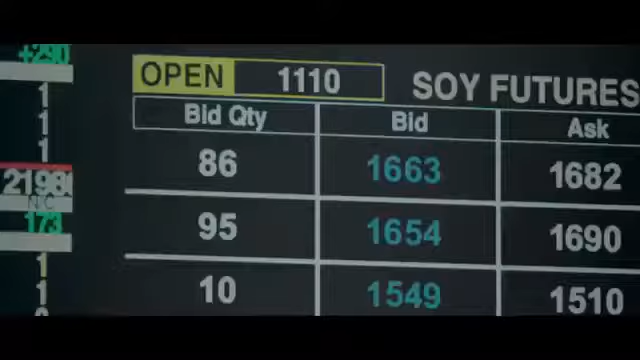 +290
OPEN 1110 SOY FUTURES
Bid Qty Bid Ask
1
1
1
86 1663 1682
2198
173
95 1654 1690
1
1
10 1549 1510